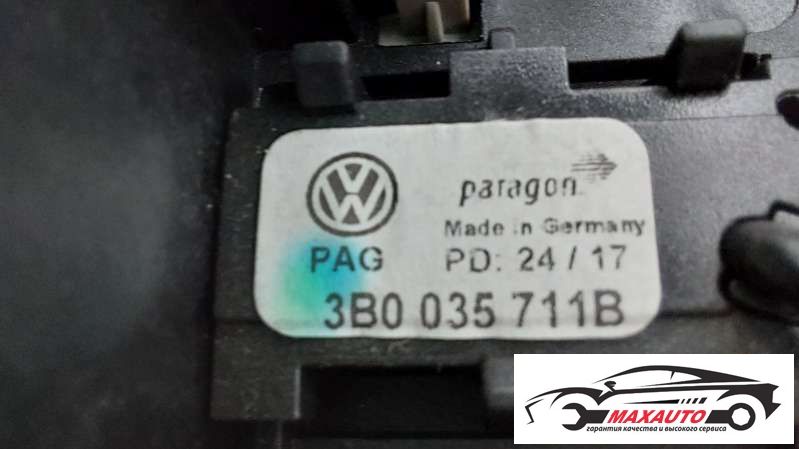 paragon
Made in Germany
PAG PD: 24 / 17
3B0 035 711B
MAXAUTO
гарантия качества и высокого сервиса